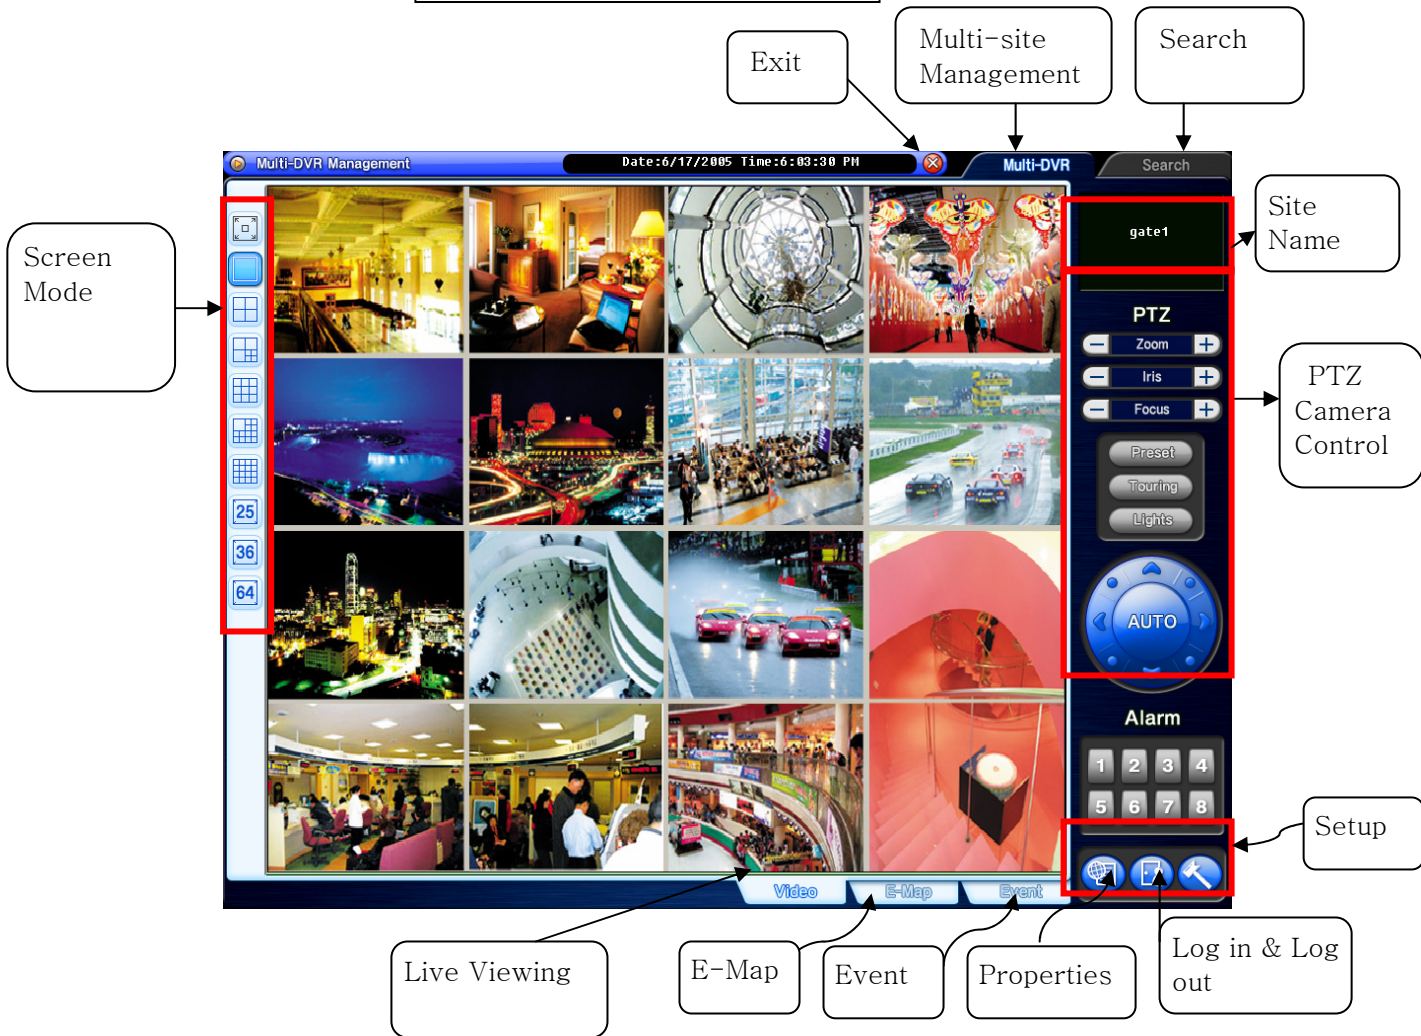 Exit
Multi-site
Management
Search
Multi-DVR Management
Date:6/17/2005 Time:6:03:30 PM
Multi-DVR
Search
Screen
Mode
gate1
Site
Name
PTZ
Zoom
Iris
Focus
PTZ
Camera
Control
Preset
Touring
Lights
25
36
64
AUTO
Alarm
1 2 3 4
5 6 7 8
Setup
Video
E-Map
Event
Live Viewing
E-Map
Event
Properties
Log in & Log
out